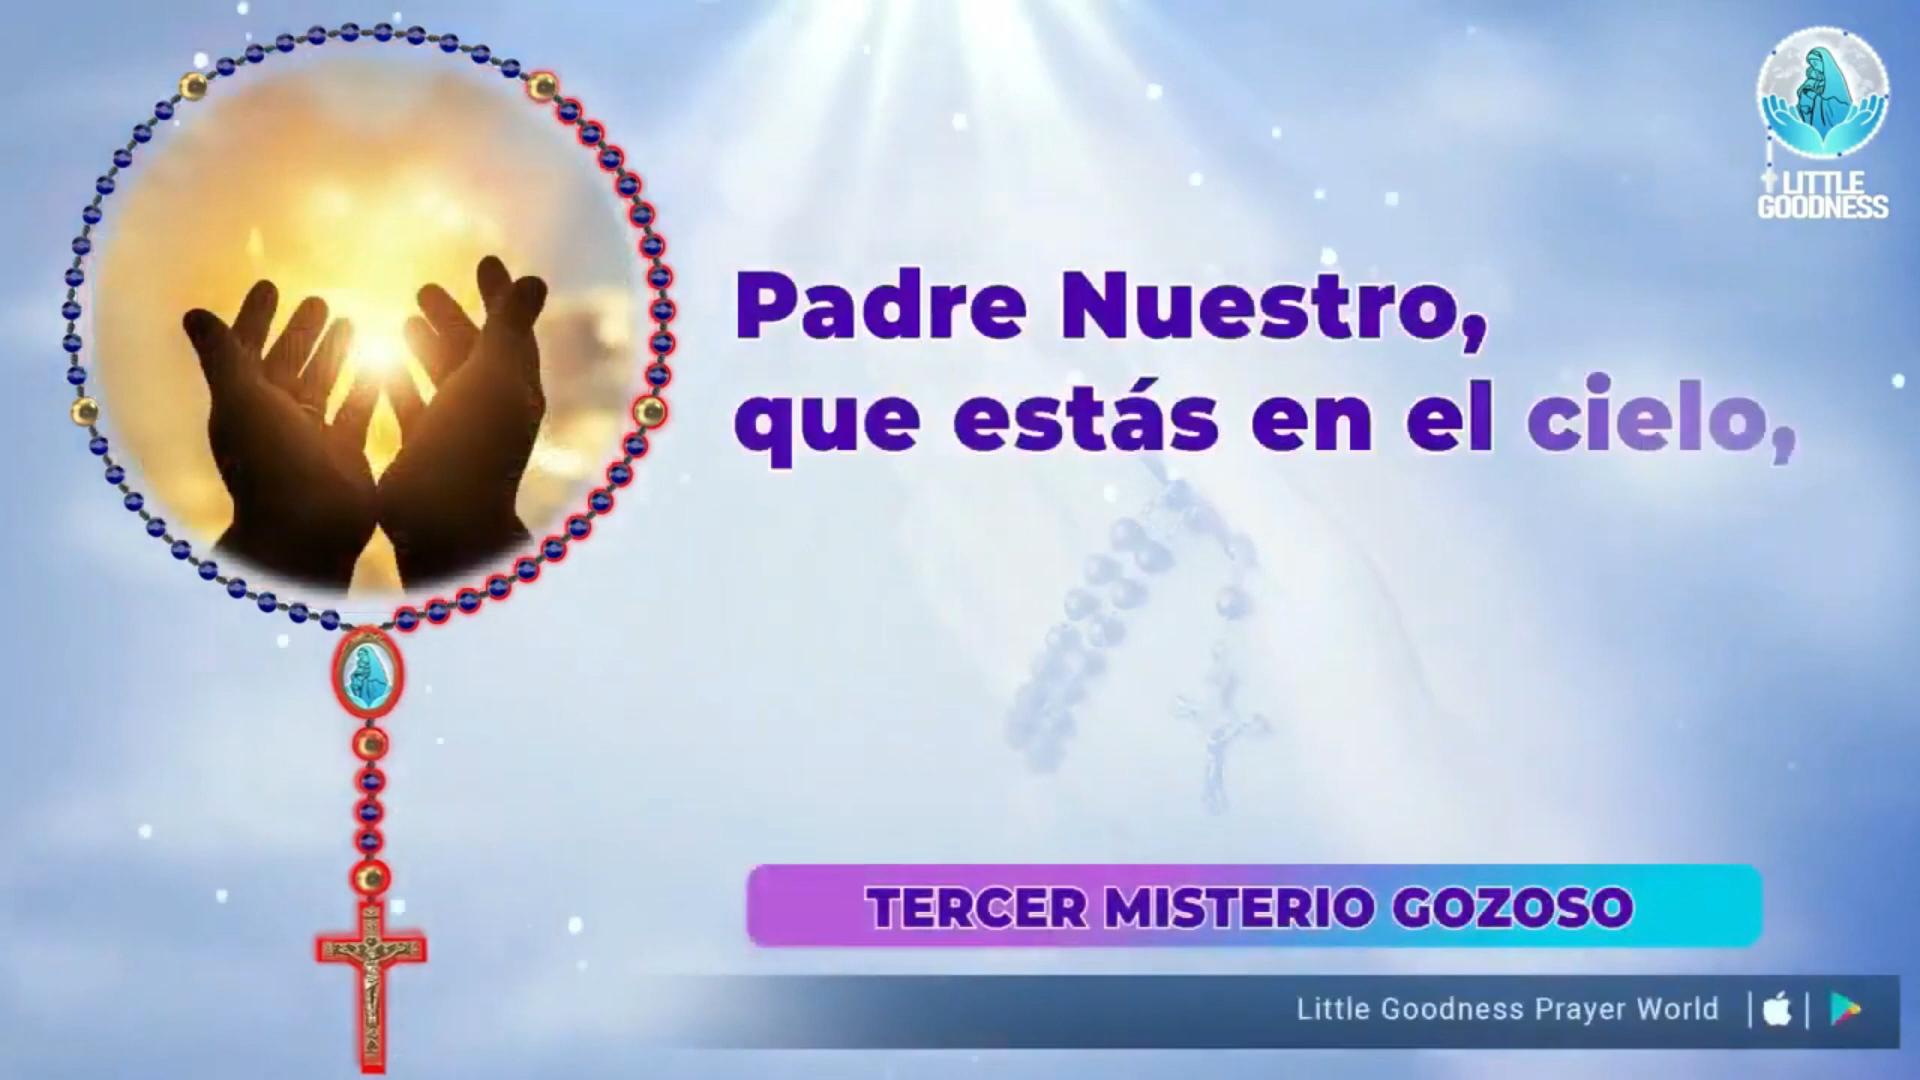 LITTLE
GOODNESS
Padre Nuestro,
que estás en el cielo,
TERCER MISTERIO GOZOSO
Little Goodness Prayer World